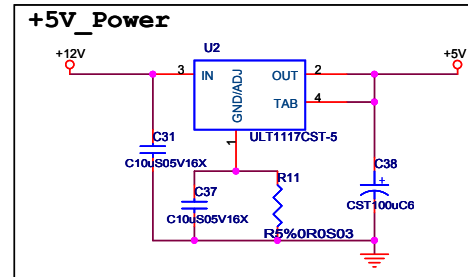 +5V_Power
+12V
U2
+5V
3
IN
OUT
2
GND/ADJ
TAB
4
1
ULT1117CST-5
C31
C10uS05V16X
C37
C10uS05V16X
R11
R5%0R0S03
C38
+
CST100uC6